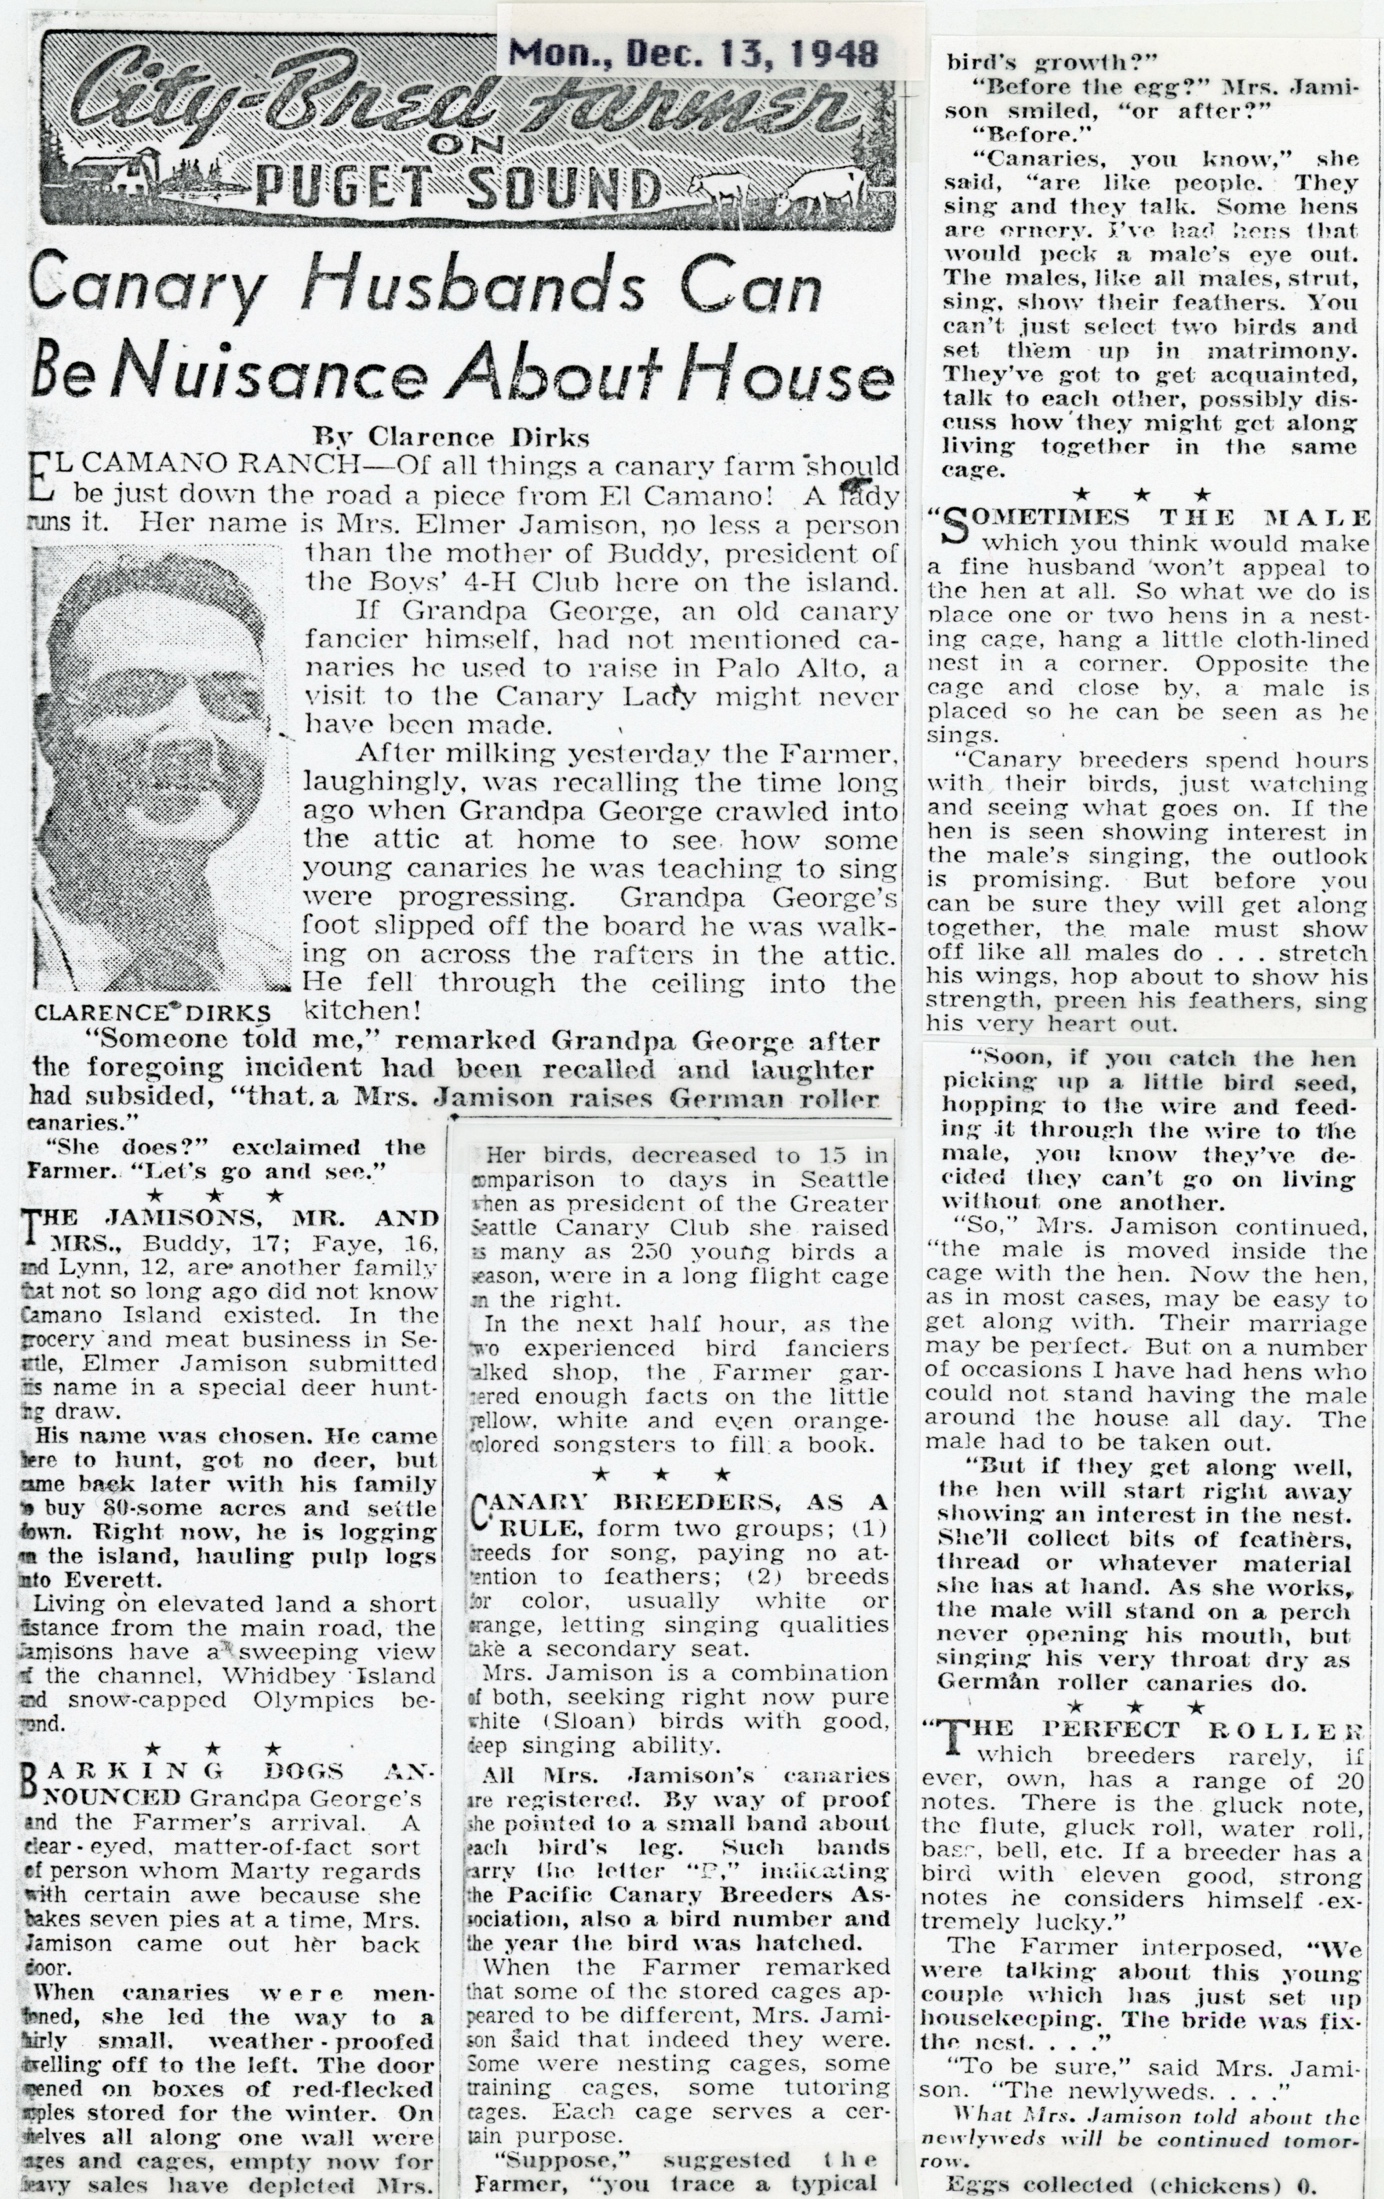 Mon., Dec. 13, 1948
City-Bred Farmer
ON
PUGET SOUND
Canary Husbands Can
Be Nuisance About House
By Clarence Dirks
EL CAMANO RANCH—Of all things a canary farm should
be just down the road a piece from El Camano! A lady
runs it. Her name is Mrs. Elmer Jamison, no less a person
than the mother of Buddy, president of
the Boys' 4-H Club here on the island.
If Grandpa George, an old canary
fancier himself, had not mentioned ca-
naries he used to raise in Palo Alto, a
visit to the Canary Lady might never
have been made.
After milking yesterday the Farmer,
laughingly, was recalling the time long
ago when Grandpa George crawled into
the attic at home to see how some
young canaries he was teaching to sing
were progressing. Grandpa George's
foot slipped off the board he was walk-
ing on across the rafters in the attic.
He fell through the ceiling into the
kitchen!
CLARENCE DIRKS
"Someone told me," remarked Grandpa George after
the foregoing incident had been recalled and laughter
had subsided, "that a Mrs. Jamison raises German roller
canaries."
"She does?" exclaimed the
Farmer. "Let's go and see."
★ ★ ★
THE JAMISONS, MR. AND
MRS., Buddy, 17; Faye, 16,
and Lynn, 12, are another family
that not so long ago did not know
Camano Island existed. In the
grocery and meat business in Se-
attle, Elmer Jamison submitted
his name in a special deer hunt-
ing draw.
His name was chosen. He came
here to hunt, got no deer, but
came back later with his family
to buy 80-some acres and settle
down. Right now, he is logging
on the island, hauling pulp logs
into Everett.
Living on elevated land a short
distance from the main road, the
Jamisons have a sweeping view
of the channel, Whidbey Island
and snow-capped Olympics be-
yond.
★ ★ ★
BARKING DOGS AN-
NOUNCED Grandpa George's
and the Farmer's arrival. A
clear-eyed, matter-of-fact sort
of person whom Marty regards
with certain awe because she
bakes seven pies at a time, Mrs.
Jamison came out her back
door.
When canaries were men-
tioned, she led the way to a
fairly small, weather-proofed
dwelling off to the left. The door
opened on boxes of red-flecked
apples stored for the winter. On
shelves all along one wall were
cages and cages, empty now for
heavy sales have depleted Mrs.
Her birds, decreased to 15 in
comparison to days in Seattle
when as president of the Greater
Seattle Canary Club she raised
as many as 250 young birds a
season, were in a long flight cage
on the right.
In the next half hour, as the
two experienced bird fanciers
talked shop, the Farmer gar-
nered enough facts on the little
yellow, white and even orange-
colored songsters to fill a book.
★ ★ ★
CANARY BREEDERS, AS A
RULE, form two groups; (1)
breeds for song, paying no at-
tention to feathers; (2) breeds
for color, usually white or
orange, letting singing qualities
take a secondary seat.
Mrs. Jamison is a combination
of both, seeking right now pure
white (Sloan) birds with good,
deep singing ability.
All Mrs. Jamison's canaries
are registered. By way of proof
she pointed to a small band about
each bird's leg. Such bands
carry the letter "P," indicating
the Pacific Canary Breeders As-
sociation, also a bird number and
the year the bird was hatched.
When the Farmer remarked
that some of the stored cages ap-
peared to be different, Mrs. Jami-
son said that indeed they were.
Some were nesting cages, some
training cages, some tutoring
cages. Each cage serves a cer-
tain purpose.
"Suppose," suggested the
Farmer, "you trace a typical
bird's growth?"
"Before the egg?" Mrs. Jami-
son smiled, "or after?"
"Before."
"Canaries, you know," she
said, "are like people. They
sing and they talk. Some hens
are ornery. I've had hens that
would peck a male's eye out.
The males, like all males, strut,
sing, show their feathers. You
can't just select two birds and
set them up in matrimony.
They've got to get acquainted,
talk to each other, possibly dis-
cuss how they might get along
living together in the same
cage.
★ ★ ★
"SOMETIMES THE MALE
which you think would make
a fine husband won't appeal to
the hen at all. So what we do is
place one or two hens in a nest-
ing cage, hang a little cloth-lined
nest in a corner. Opposite the
cage and close by, a male is
placed so he can be seen as he
sings.
"Canary breeders spend hours
with their birds, just watching
and seeing what goes on. If the
hen is seen showing interest in
the male's singing, the outlook
is promising. But before you
can be sure they will get along
together, the male must show
off like all males do . . . stretch
his wings, hop about to show his
strength, preen his feathers, sing
his very heart out.
"Soon, if you catch the hen
picking up a little bird seed,
hopping to the wire and feed-
ing it through the wire to the
male, you know they've de-
cided they can't go on living
without one another.
"So," Mrs. Jamison continued,
"the male is moved inside the
cage with the hen. Now the hen,
as in most cases, may be easy to
get along with. Their marriage
may be perfect. But on a number
of occasions I have had hens who
could not stand having the male
around the house all day. The
male had to be taken out.
"But if they get along well,
the hen will start right away
showing an interest in the nest.
She'll collect bits of feathers,
thread or whatever material
she has at hand. As she works,
the male will stand on a perch
never opening his mouth, but
singing his very throat dry as
German roller canaries do.
★ ★ ★
"THE PERFECT ROLLER
which breeders rarely, if
ever, own, has a range of 20
notes. There is the gluck note,
the flute, gluck roll, water roll,
bass, bell, etc. If a breeder has a
bird with eleven good, strong
notes he considers himself ex-
tremely lucky."
The Farmer interposed, "We
were talking about this young
couple which has just set up
housekeeping. The bride was fix-
the nest. . . ."
"To be sure," said Mrs. Jami-
son. "The newlyweds. . . ."
What Mrs. Jamison told about the
newlyweds will be continued tomor-
row.
Eggs collected (chickens) 0.